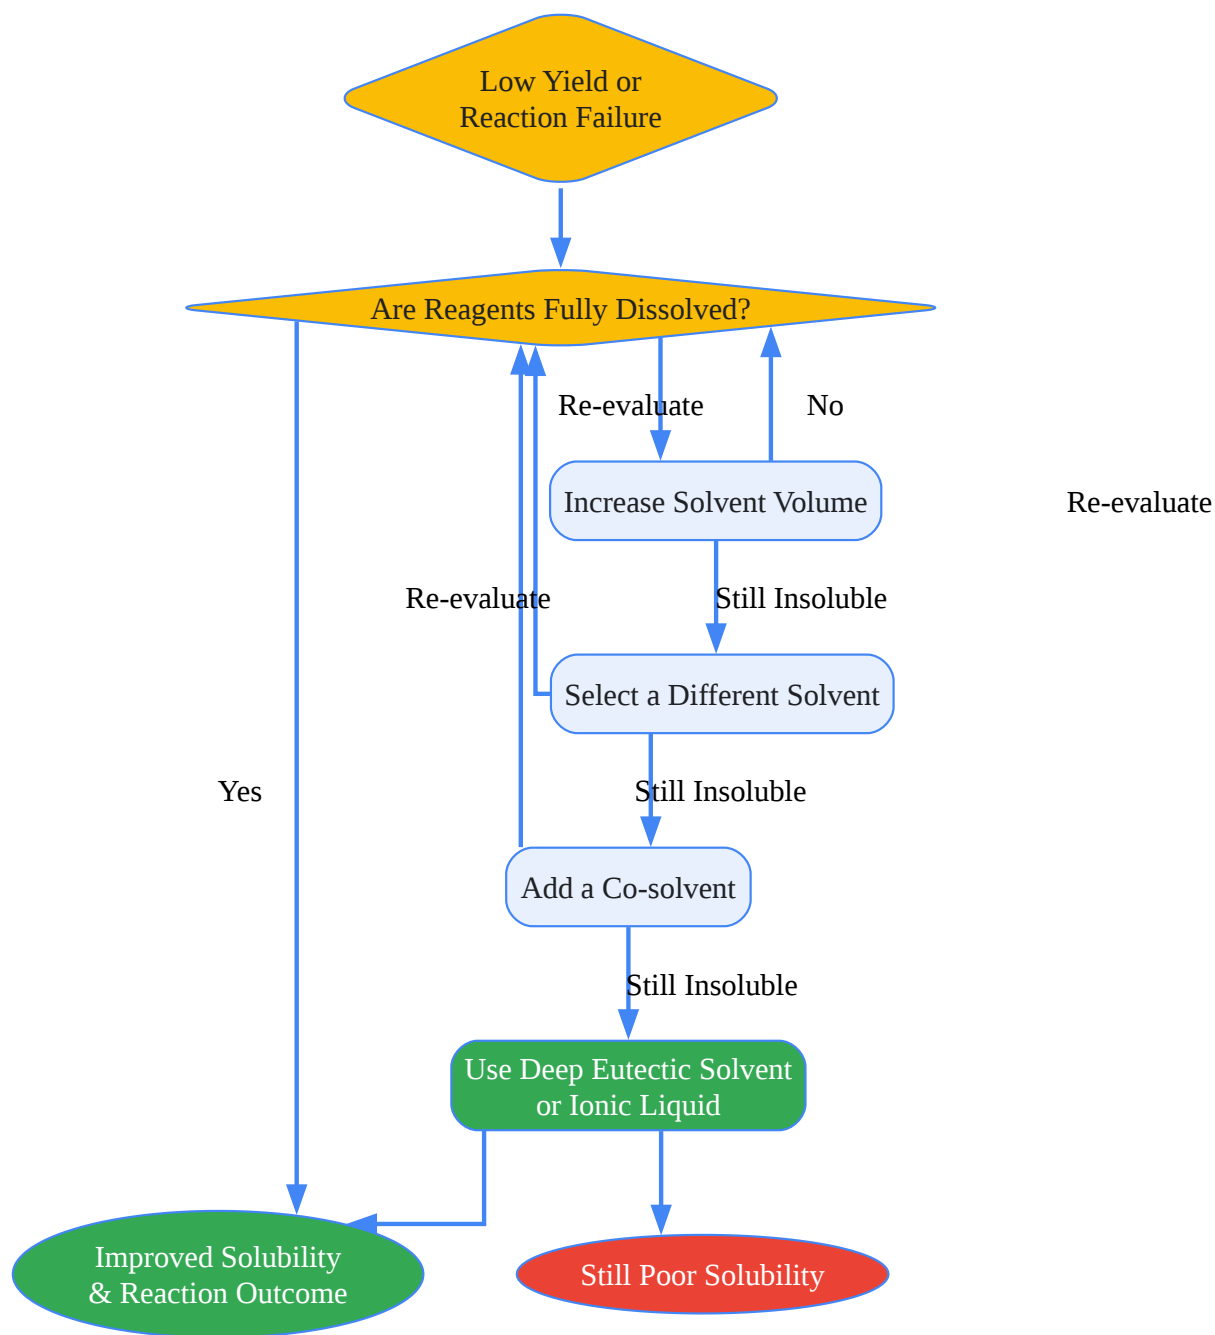 Low Yield or
Reaction Failure
Are Reagents Fully Dissolved?
Re-evaluate
No
Increase Solvent Volume
Re-evaluate
Re-evaluate
Still Insoluble
Select a Different Solvent
Yes
Still Insoluble
Add a Co-solvent
Still Insoluble
Use Deep Eutectic Solvent
or Ionic Liquid
Improved Solubility
& Reaction Outcome
Still Poor Solubility